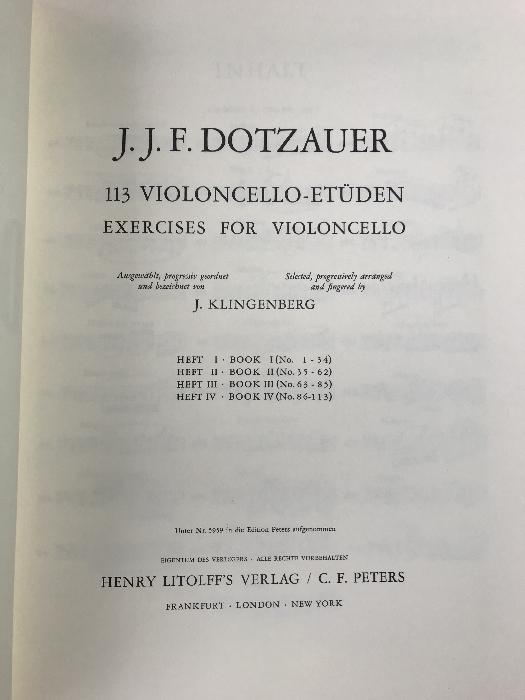 INHALT
J. J. F. DOTZAUER
113 VIOLONCELLO-ETÜDEN
EXERCISES FOR VIOLONCELLO
Ausgewählt, progressiv geordnet
und bezeichnet von
Selected, progressively arranged
and fingered by
J. KLINGENBERG
HEFT I · BOOK I (No. 1 - 34)
HEFT II · BOOK II (No. 35 - 62)
HEFT III · BOOK III (No. 63 - 85)
HEFT IV · BOOK IV (No. 86-113)
Unter Nr. 5959 in die Edition Peters aufgenommen
EIGENTUM DES VERLEGERS · ALLE RECHTE VORBEHALTEN
HENRY LITOLFF'S VERLAG / C. F. PETERS
FRANKFURT · LONDON · NEW YORK